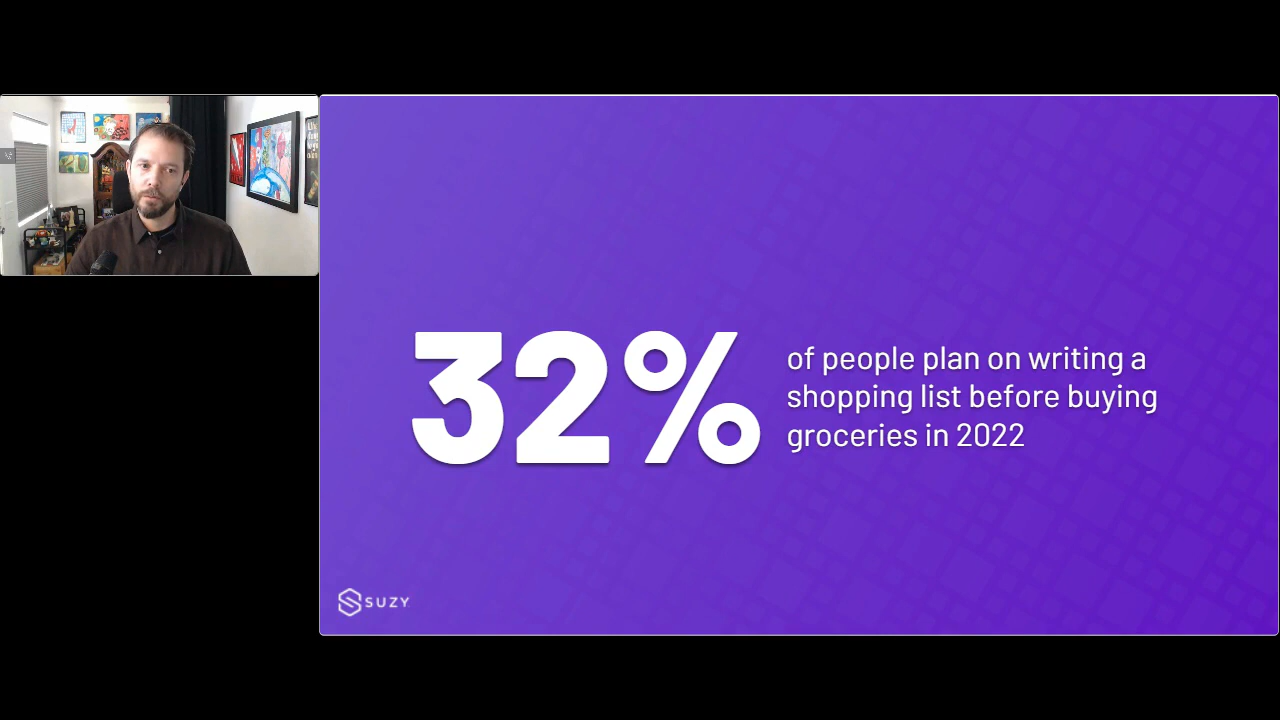 32%
of people plan on writing a
shopping list before buying
groceries in 2022
SUZY